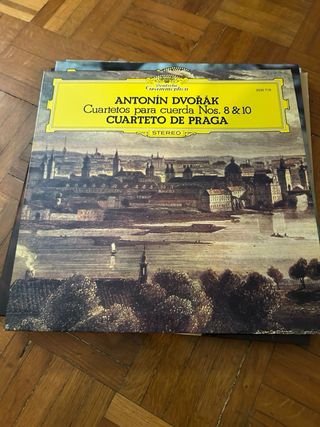 Deutsche
Grammophon
ANTONÍN DVOŘÁK
Cuartetos para cuerda Nos. 8 & 10
CUARTETO DE PRAGA
STEREO